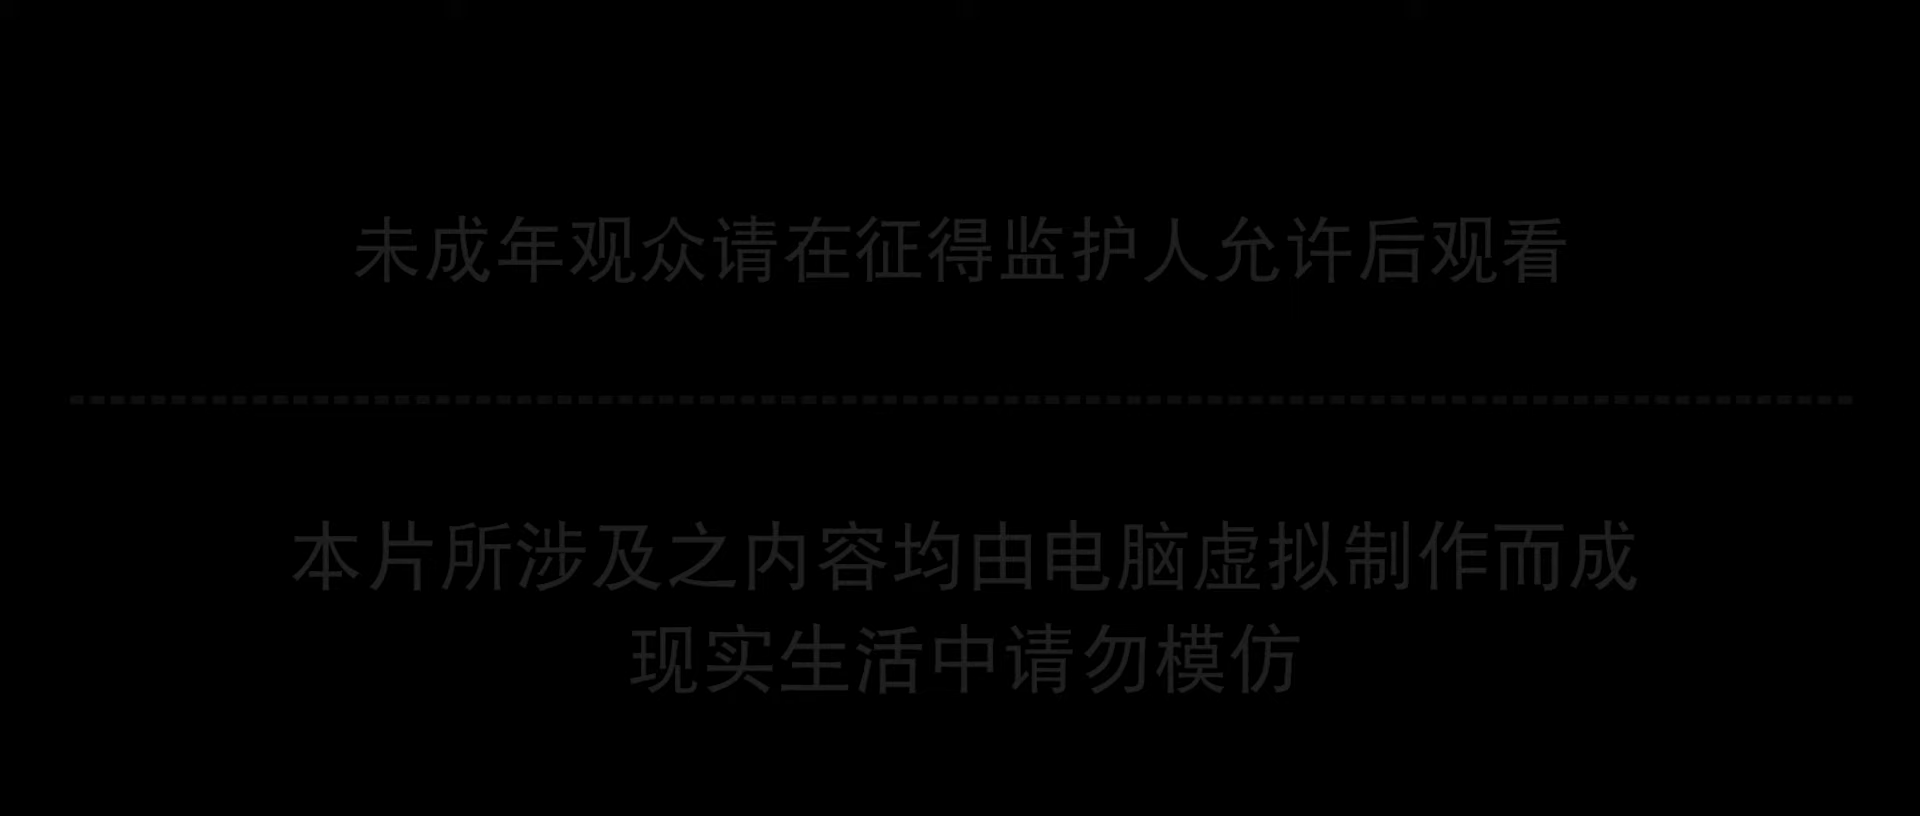 未成年观众请在征得监护人允许后观看
本片所涉及之内容均由电脑虚拟制作而成
现实生活中请勿模仿